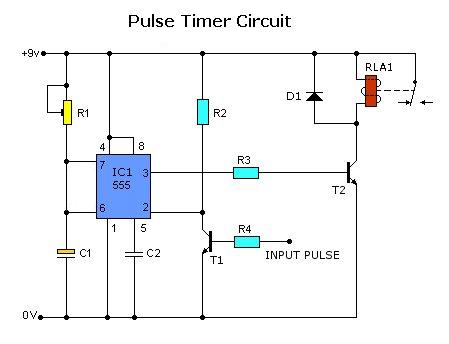 Pulse Timer Circuit
+9v
RLA1
D1
R1
R2
4 8
7
IC1
555
3
R3
T2
6
2
1 5
R4
INPUT PULSE
C1
C2
T1
0V